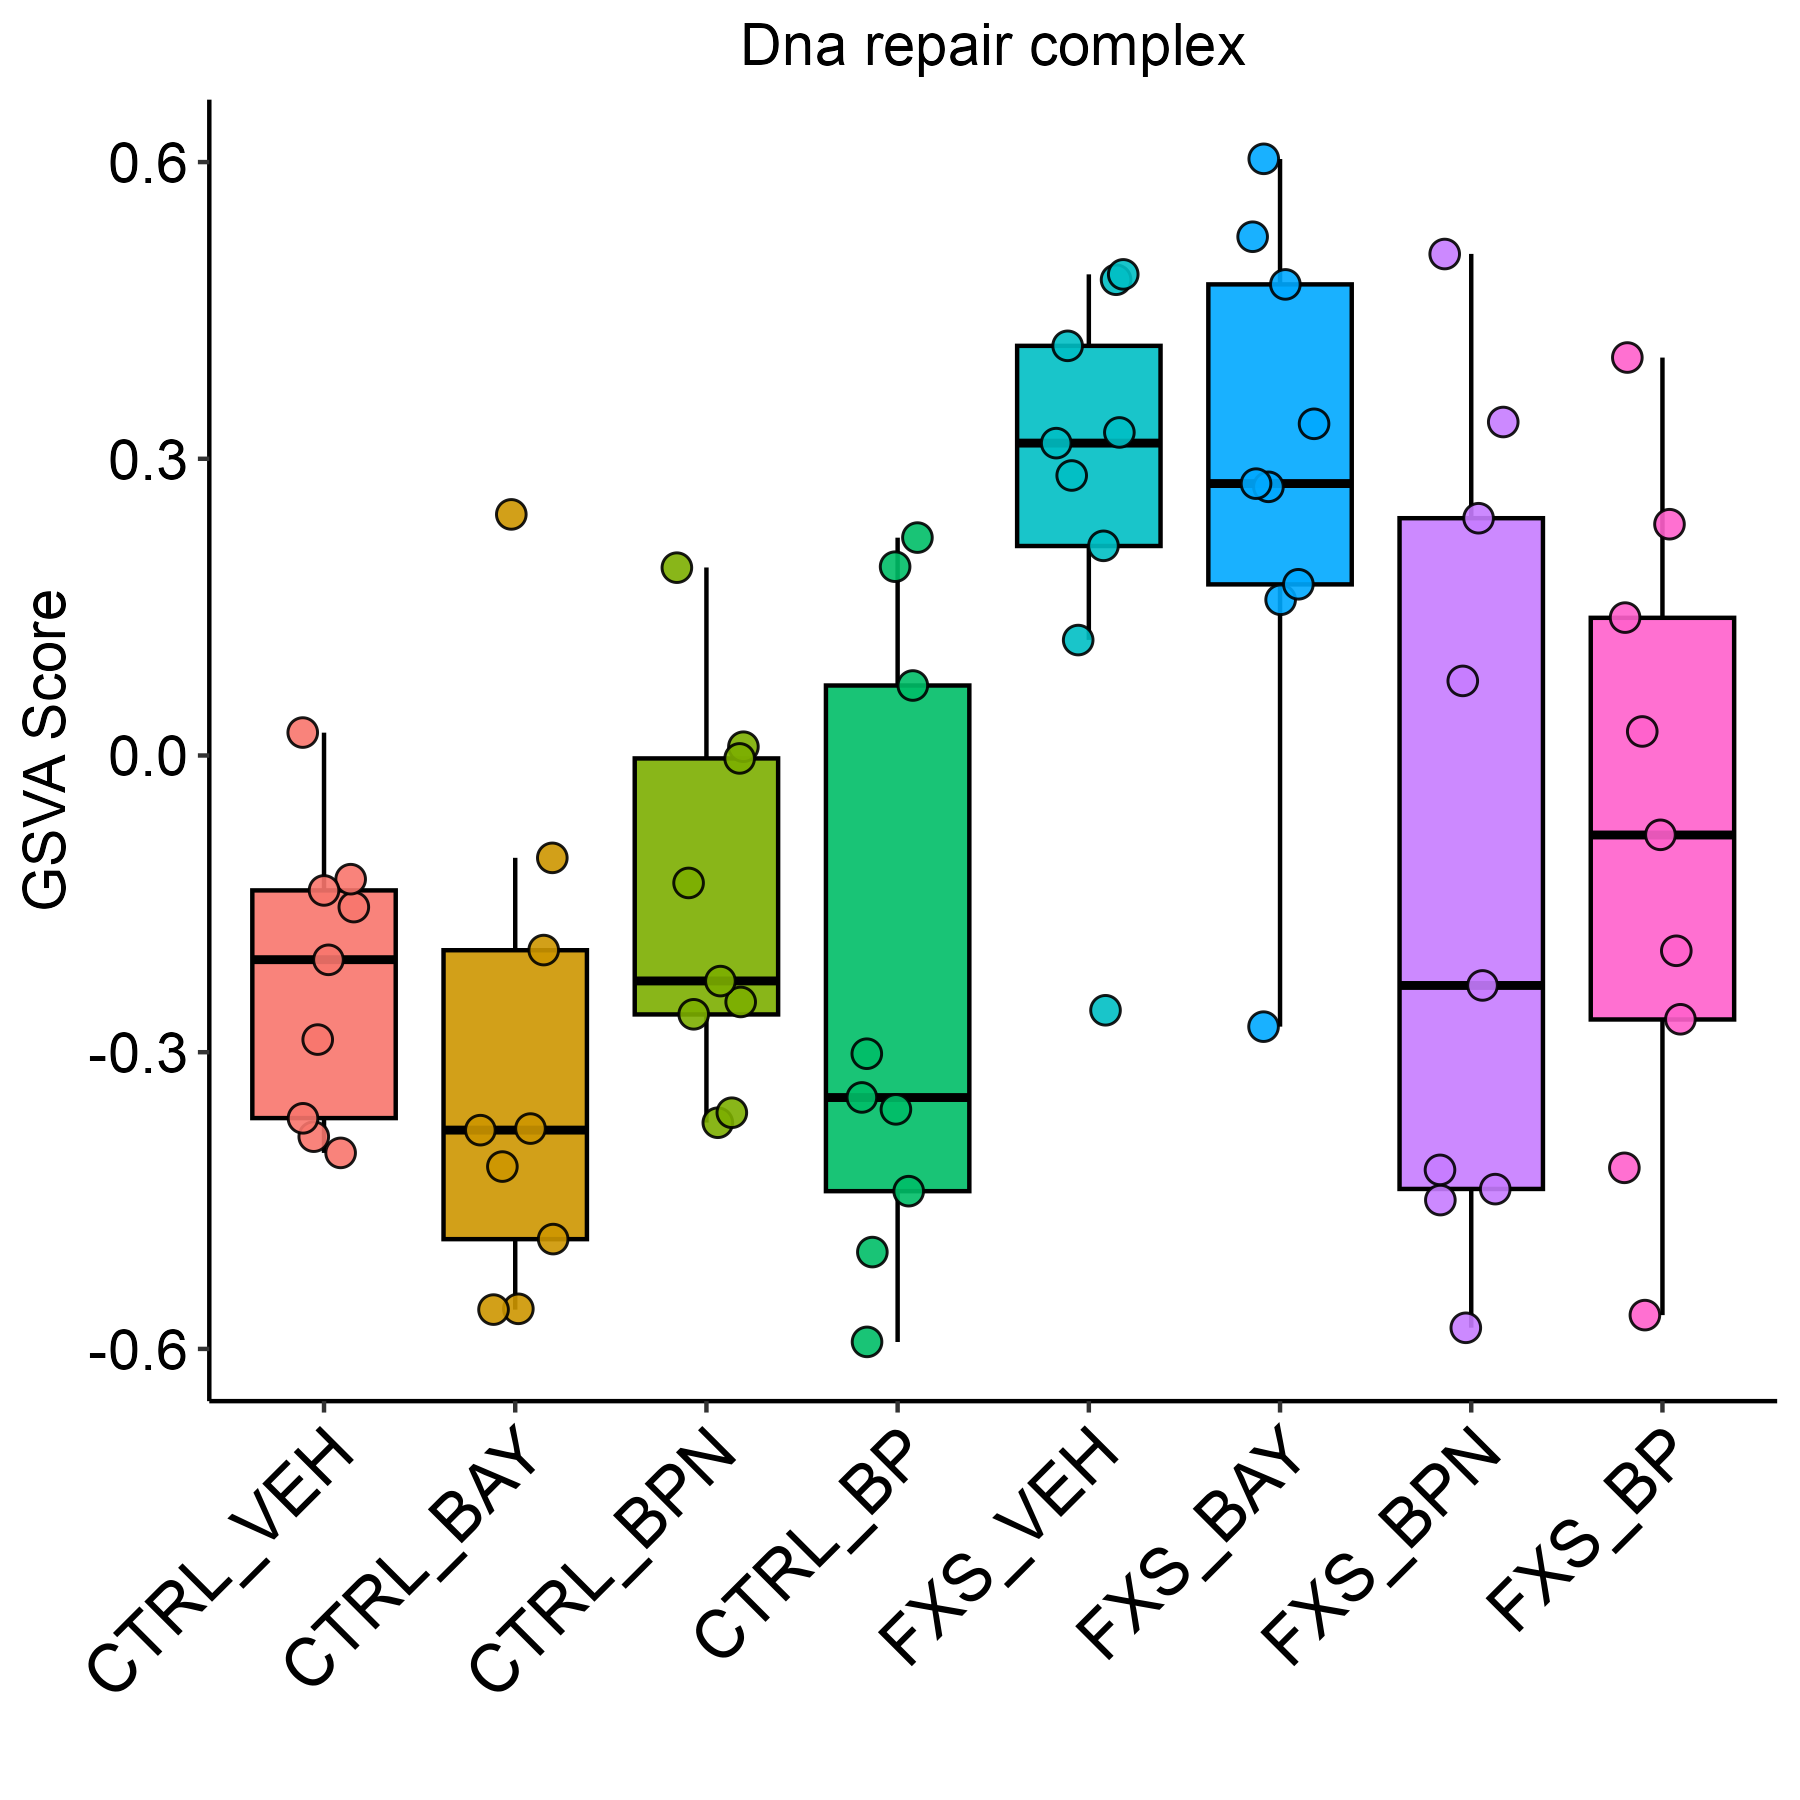 Dna repair complex
GSVA Score
0.6
0.3
0.0
-0.3
-0.6
CTRL_VEH
CTRL_BAY
CTRL_BPN
CTRL_BP
FXS_VEH
FXS_BAY
FXS_BPN
FXS_BP